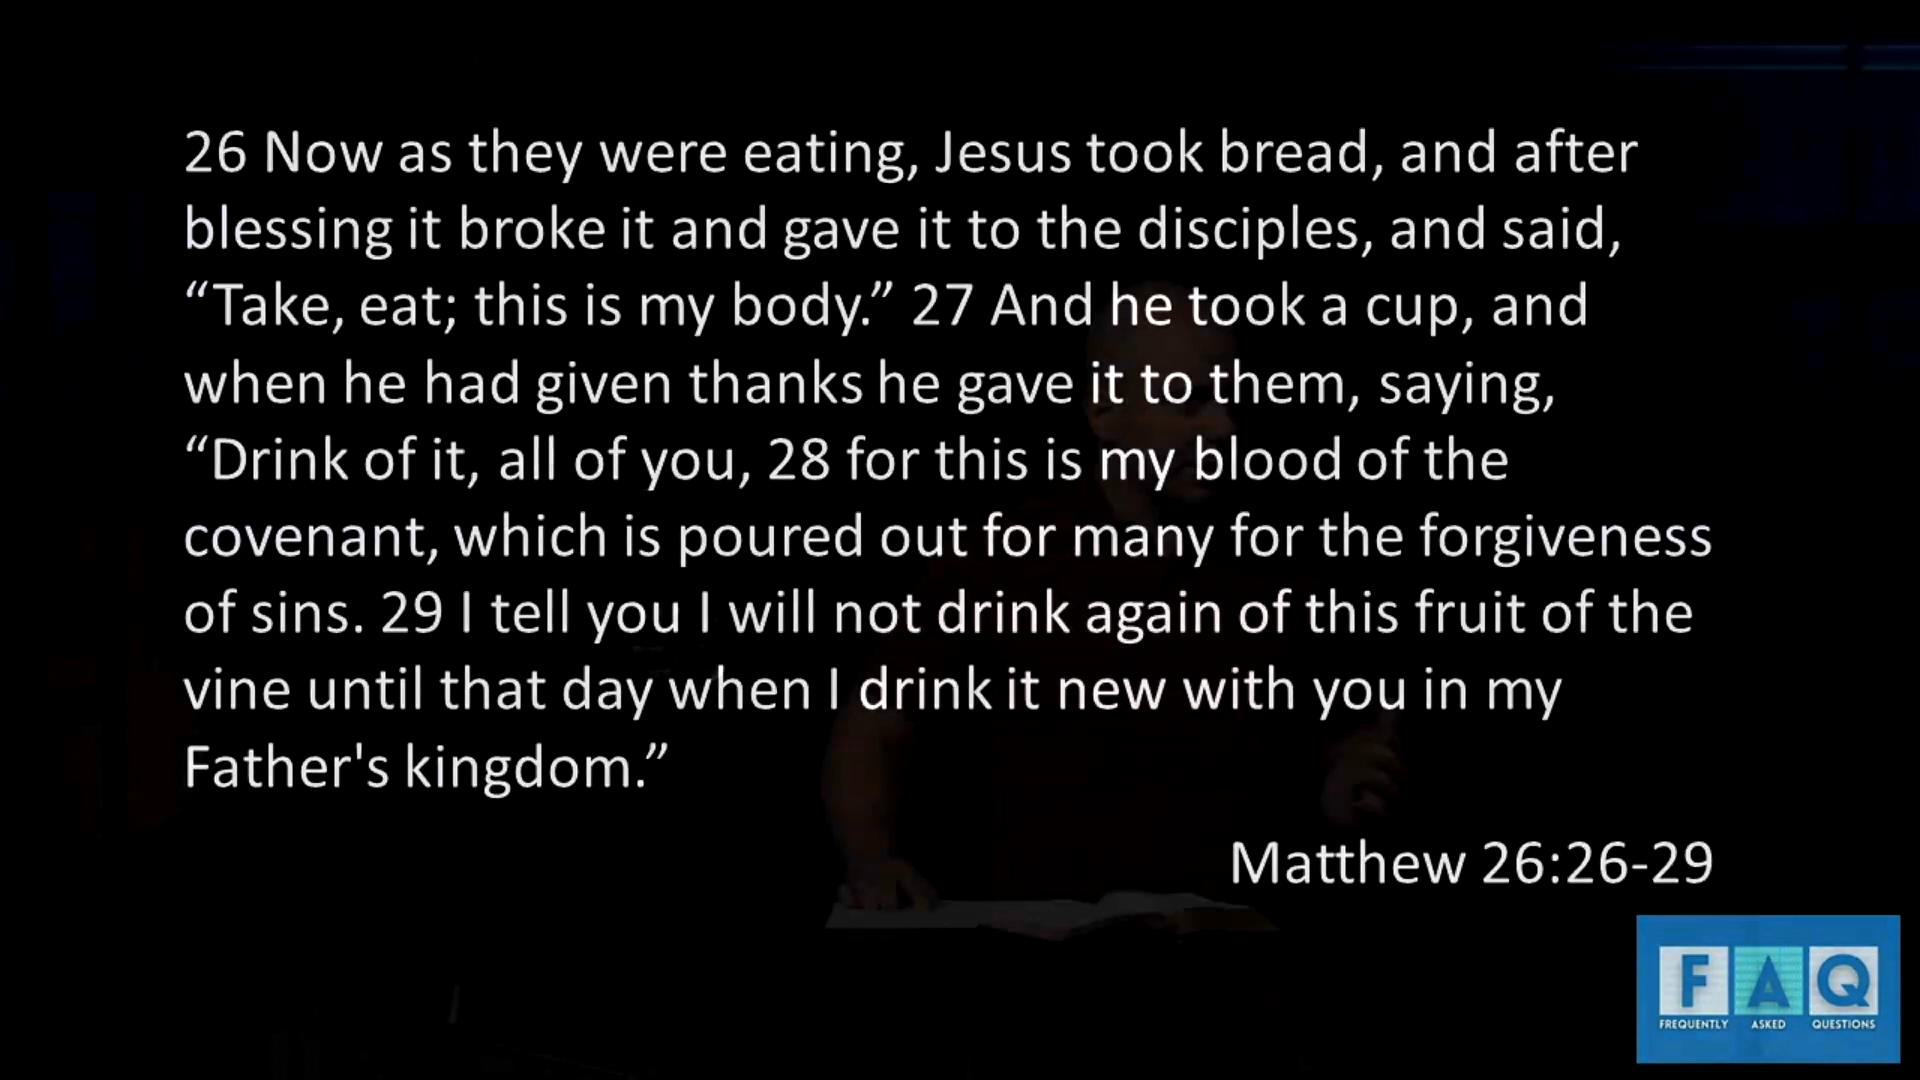 26 Now as they were eating, Jesus took bread, and after
blessing it broke it and gave it to the disciples, and said,
“Take, eat; this is my body.” 27 And he took a cup, and
when he had given thanks he gave it to them, saying,
“Drink of it, all of you, 28 for this is my blood of the
covenant, which is poured out for many for the forgiveness
of sins. 29 I tell you I will not drink again of this fruit of the
vine until that day when I drink it new with you in my
Father's kingdom.”
Matthew 26:26-29
F A Q
FREQUENTLY ASKED QUESTIONS